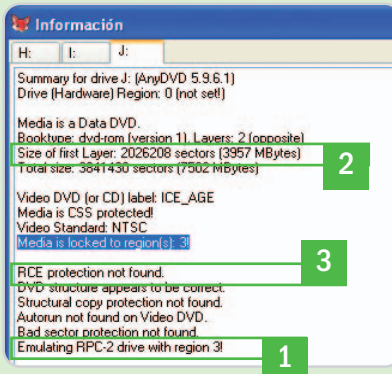 Información
H: I: J:
Summary for drive J: (AnyDVD 5.9.6.1)
Drive (Hardware) Region: 0 (not set!)
Media is a Data DVD.
Booktype: dvd-rom (version 1), Layers: 2 (opposite)
Size of first Layer: 2026208 sectors (3957 MBytes)
2
Total size: 3841430 sectors (7502 MBytes)
Video DVD (or CD) label: ICE_AGE
Media is CSS protected!
Video Standard: NTSC
Media is locked to region(s): 3!
3
RCE protection not found.
DVD structure appears to be correct.
Structural copy protection not found.
Autorun not found on Video DVD.
Bad sector protection not found.
Emulating RPC-2 drive with region 3!
1